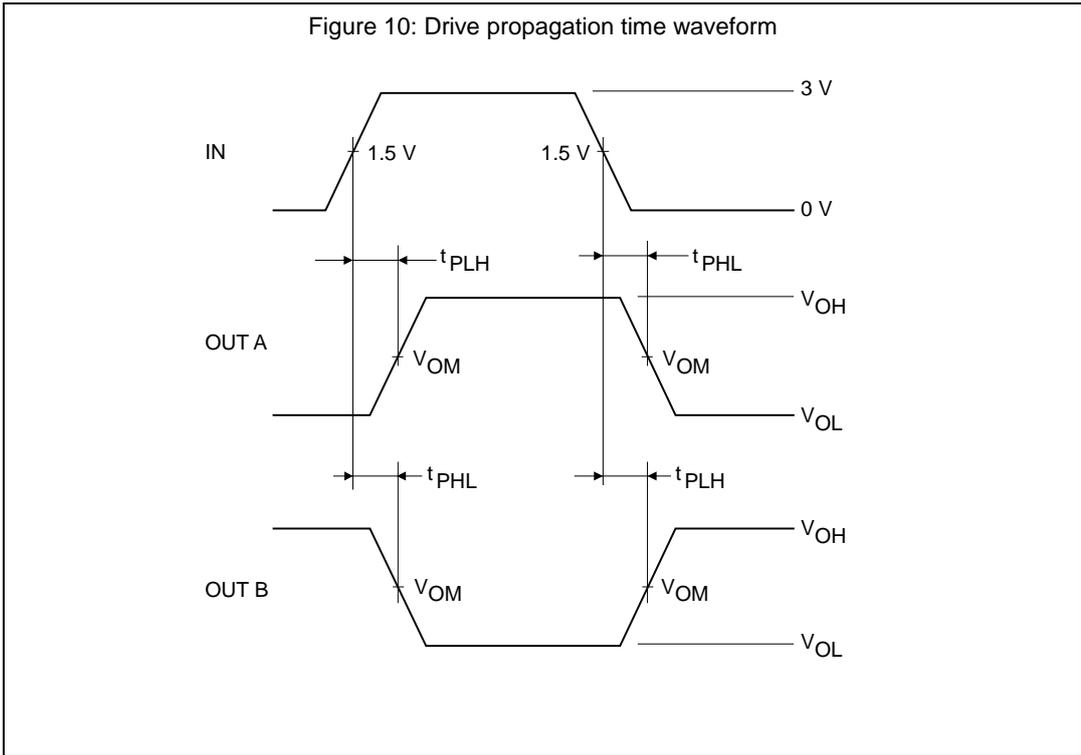 Figure 10: Drive propagation time waveform
3 V
IN
1.5 V
1.5 V
0 V
tPLH
tPHL
VOH
OUT A
VOM
VOM
VOL
tPHL
tPLH
VOH
OUT B
VOM
VOM
VOL